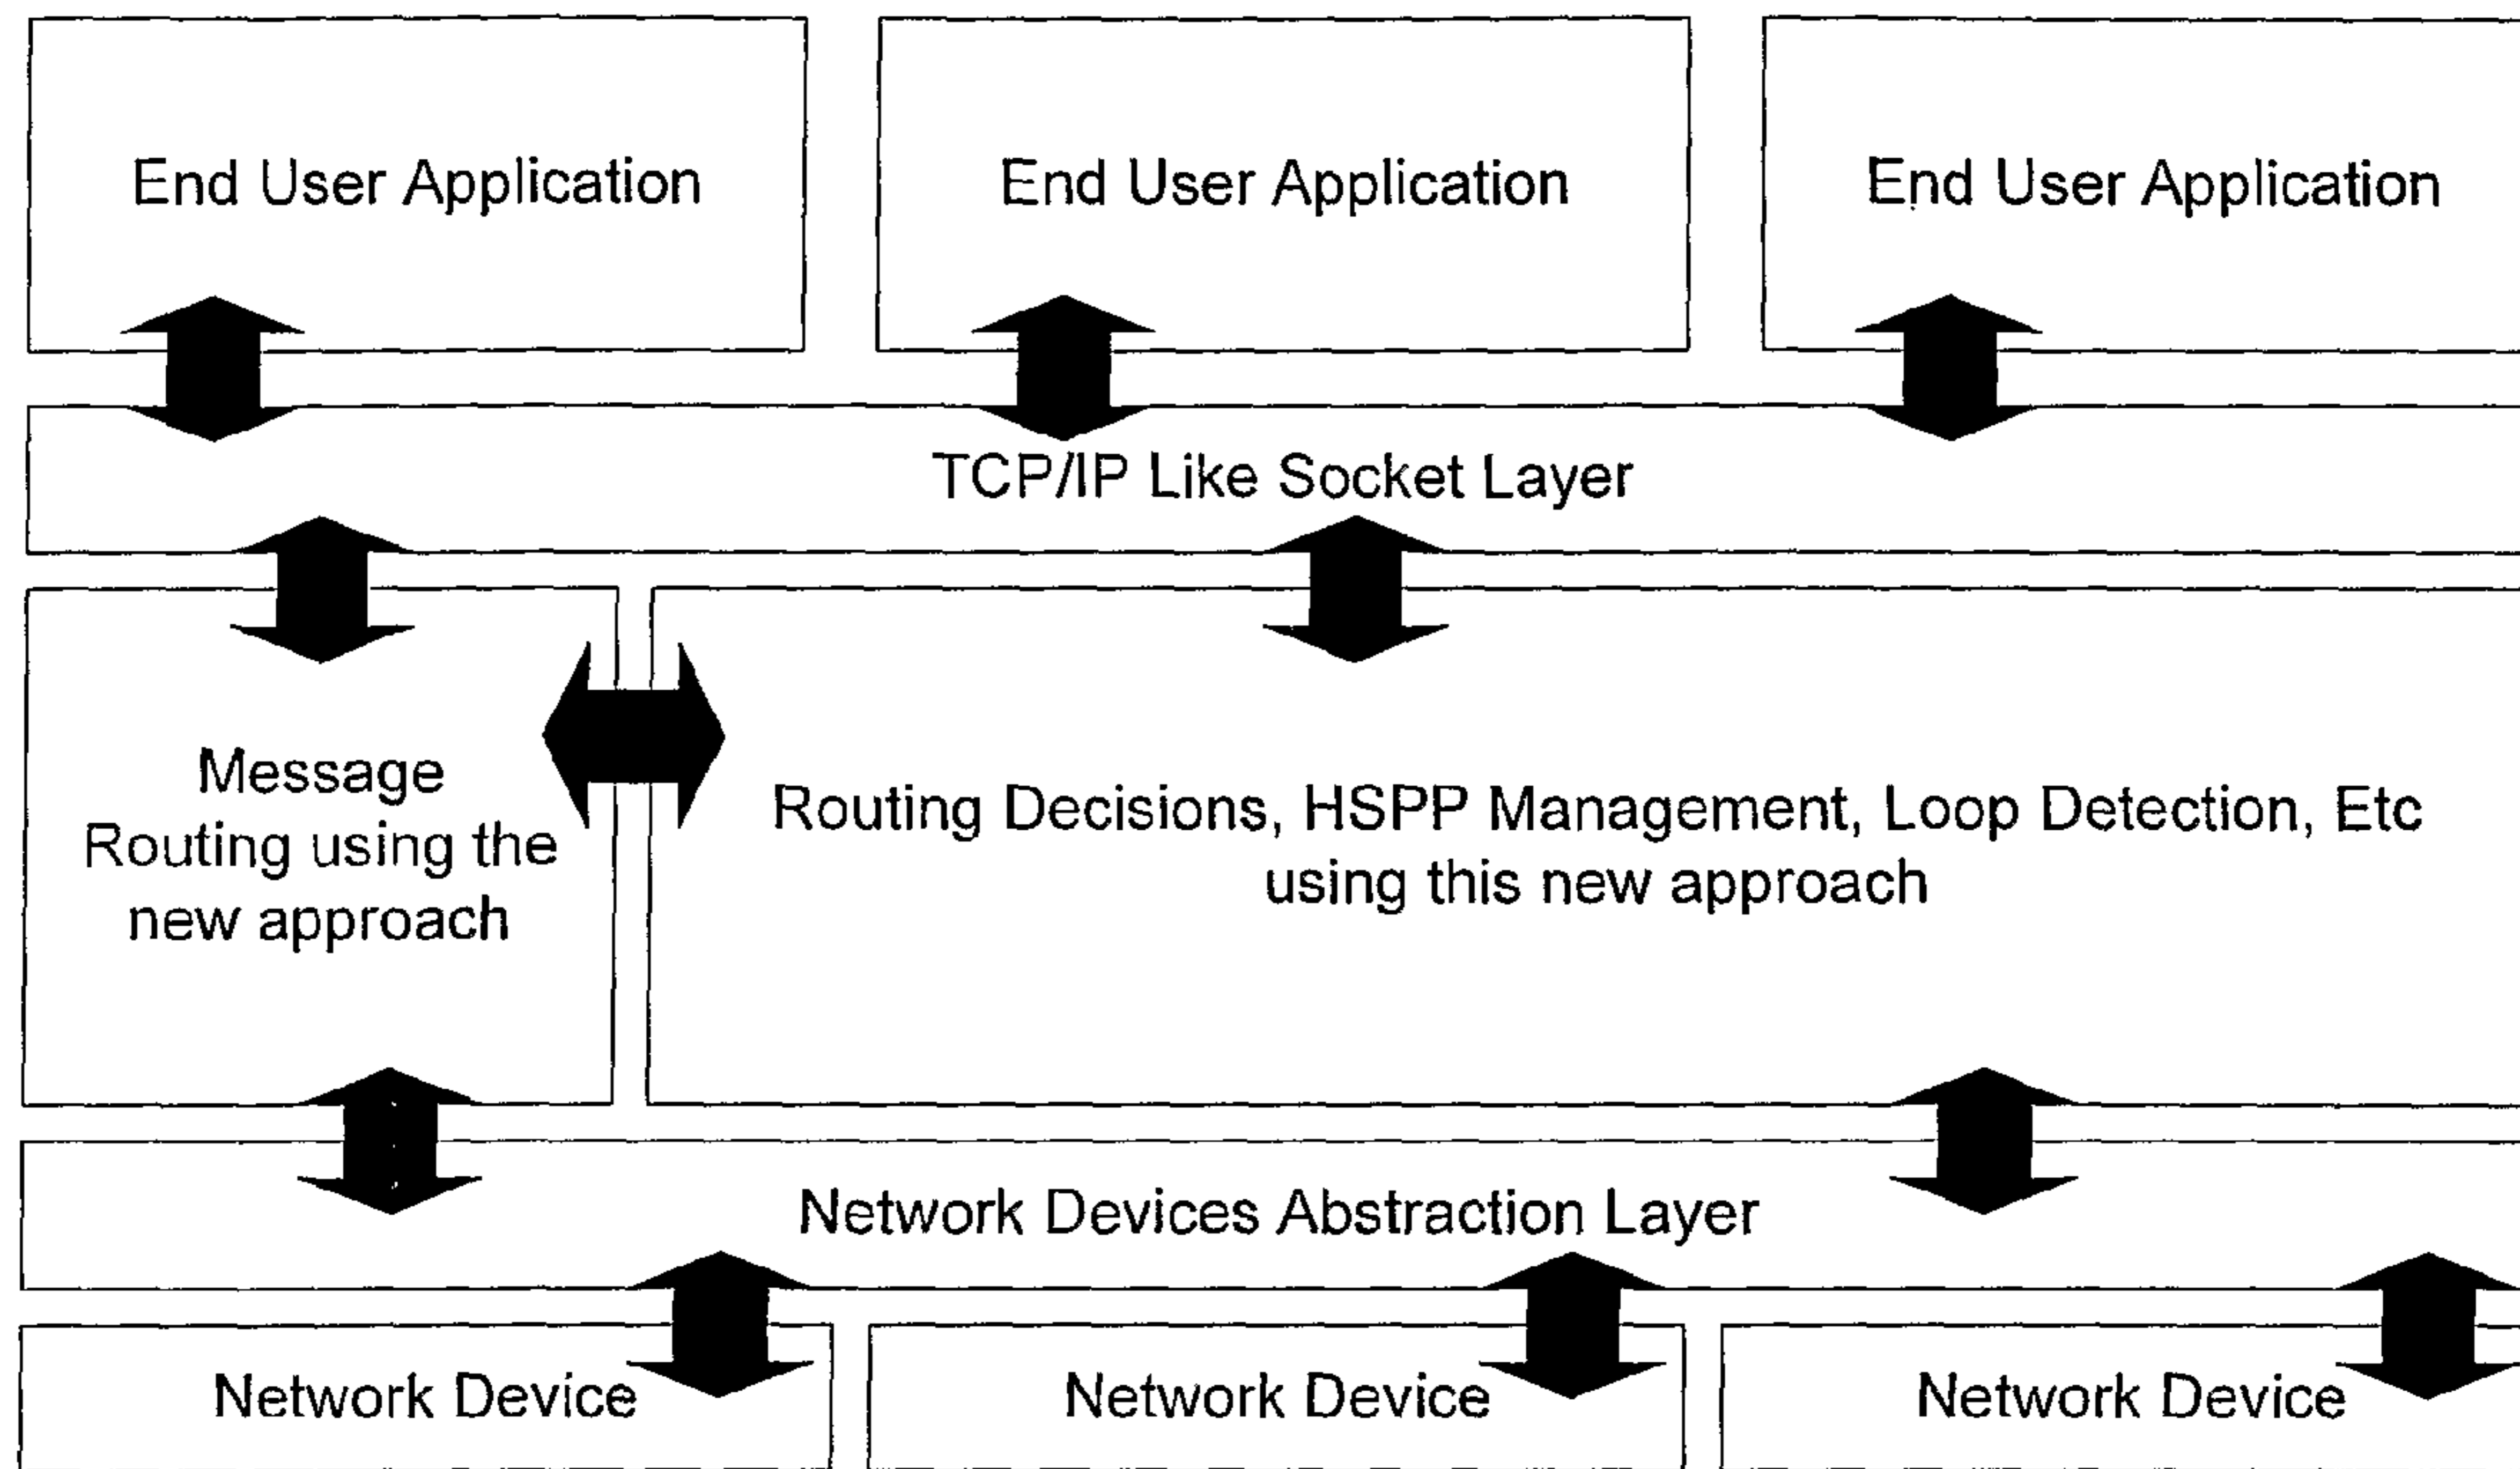 End User Application
End User Application
End User Application
TCP/IP Like Socket Layer
Message
Routing using the
new approach
Routing Decisions, HSPP Management, Loop Detection, Etc
using this new approach
Network Devices Abstraction Layer
Network Device
Network Device
Network Device